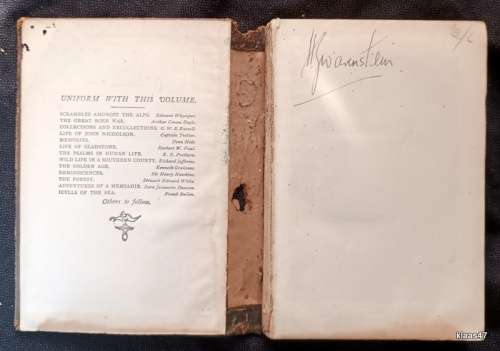 UNIFORM WITH THIS VOLUME.
SCRAMBLES AMONGST THE ALPS. Edward Whymper.
THE GREAT BOER WAR. Arthur Conan Doyle.
COLLECTIONS AND RECOLLECTIONS. G. W. E. Russell.
LIFE OF JOHN NICHOLSON. Captain Trotter.
MEMORIES. Dean Hole.
LIFE OF GLADSTONE. Herbert W. Paul.
THE PSALMS IN HUMAN LIFE. R. E. Prothero.
WILD LIFE IN A SOUTHERN COUNTY. Richard Jefferies.
THE GOLDEN AGE. Kenneth Grahame.
REMINISCENCES. Sir Henry Hawkins.
THE FOREST. Stewart Edward White.
ADVENTURES OF A MEMSAHIB. Sara Jeannette Duncan.
IDYLLS OF THE SEA. Frank Bullen.
Others to follow.
klaas47